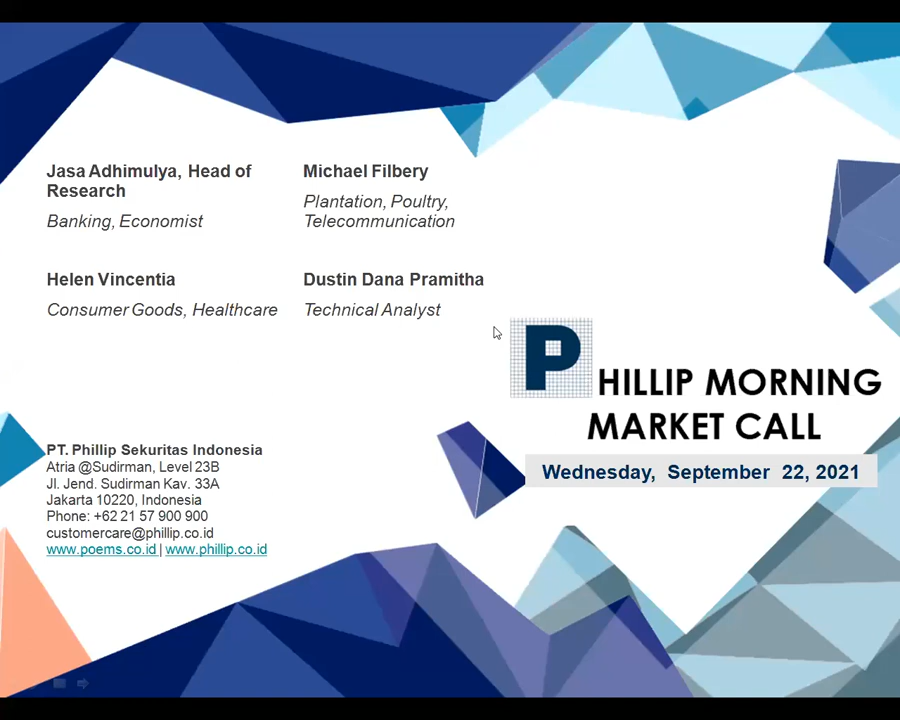 Jasa Adhimulya, Head of
Research
Banking, Economist
Michael Filbery
Plantation, Poultry,
Telecommunication
Helen Vincentia
Consumer Goods, Healthcare
Dustin Dana Pramitha
Technical Analyst
PHILLIP MORNING
MARKET CALL
Wednesday, September 22, 2021
PT. Phillip Sekuritas Indonesia
Atria @Sudirman, Level 23B
Jl. Jend. Sudirman Kav. 33A
Jakarta 10220, Indonesia
Phone: +62 21 57 900 900
customercare@phillip.co.id
www.poems.co.id | www.phillip.co.id